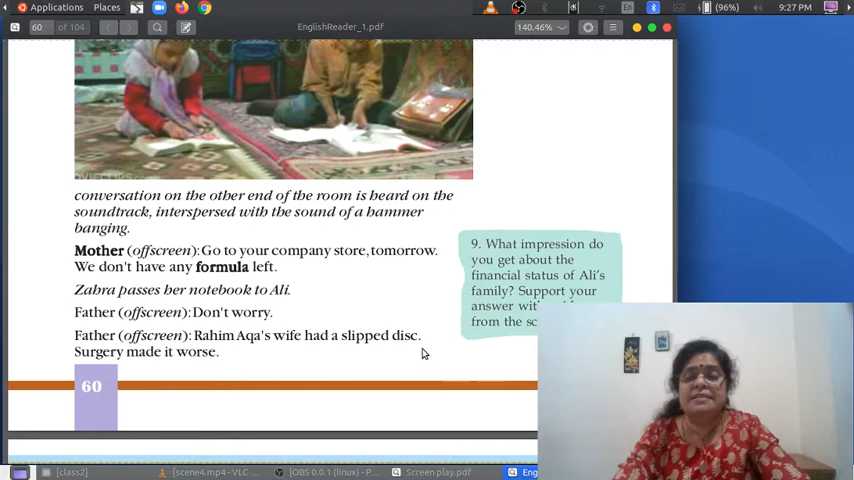 Applications Places En (96%) 9:27 PM
60 of 104 EnglishReader_1.pdf 140.46%
conversation on the other end of the room is heard on the
soundtrack, interspersed with the sound of a hammer
banging.
Mother (offscreen): Go to your company store, tomorrow.
We don't have any formula left.
Zahra passes her notebook to Ali.
Father (offscreen): Don't worry.
Father (offscreen): Rahim Aqa's wife had a slipped disc.
Surgery made it worse.
60
9. What impression do
you get about the
financial status of Ali's
family? Support your
answer
from the
[class2] [scene4.mp4 - VLC [OBS 0.0.1 (linux) - P... Screen play.pdf